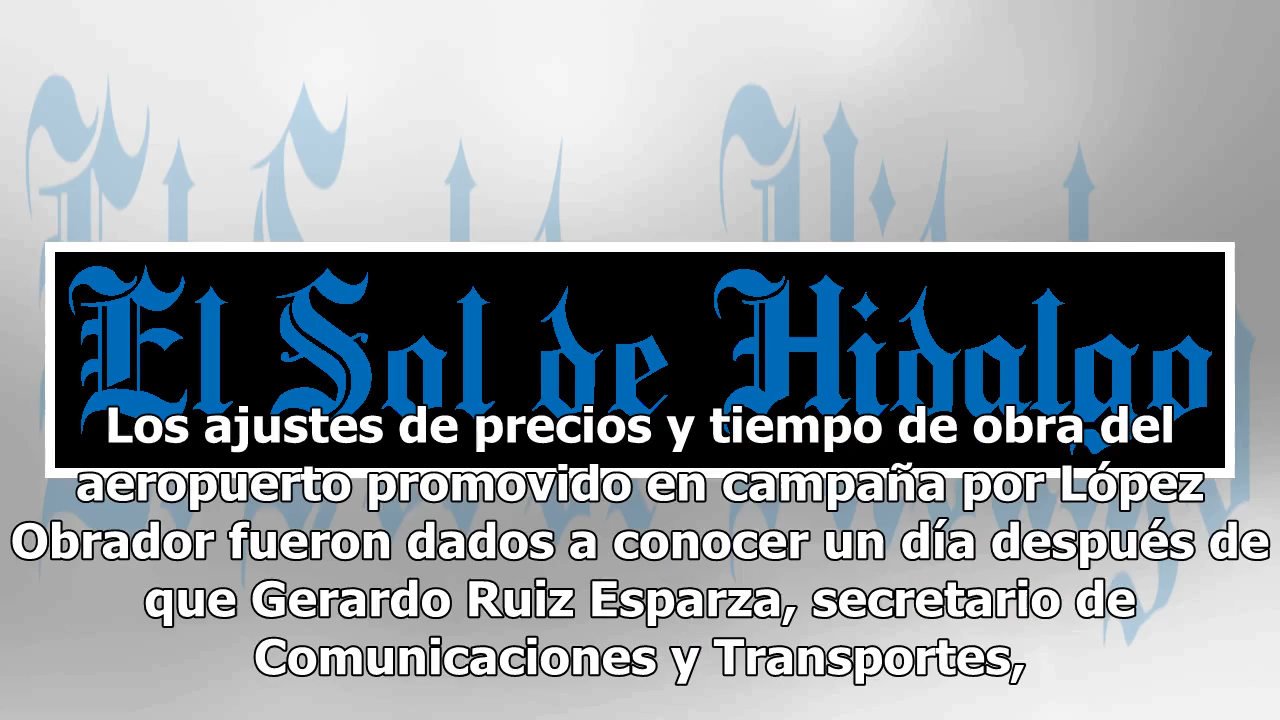 El Sol de Hidalgo
Los ajustes de precios y tiempo de obra del
aeropuerto promovido en campaña por López
Obrador fueron dados a conocer un día después de
que Gerardo Ruiz Esparza, secretario de
Comunicaciones y Transportes,